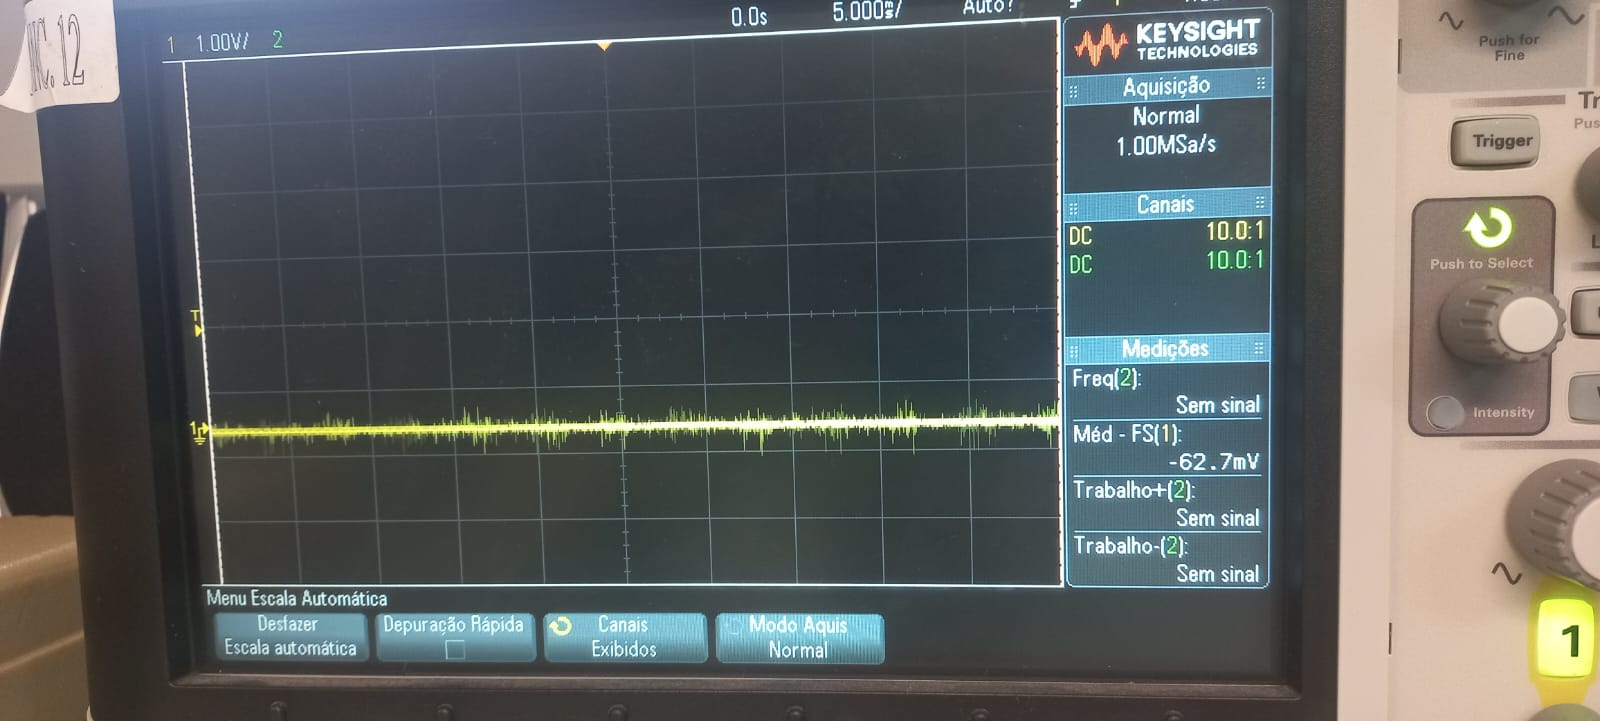 NC. 12
1 1.00V/ 2 0.0s 5.000ms/ Auto?
KEYSIGHT
TECHNOLOGIES
Aquisição
Normal
1.00MSa/s
Canais
DC 10.0:1
DC 10.0:1
Medições
Freq(2):
Sem sinal
Méd - FS(1):
-62.7mV
Trabalho+(2):
Sem sinal
Trabalho-(2):
Sem sinal
T
1
Menu Escala Automática
Desfazer
Escala automática
Depuração Rápida
Canais
Exibidos
Modo Aquis
Normal
Push for
Fine
Trigger
Push to Select
Intensity
1